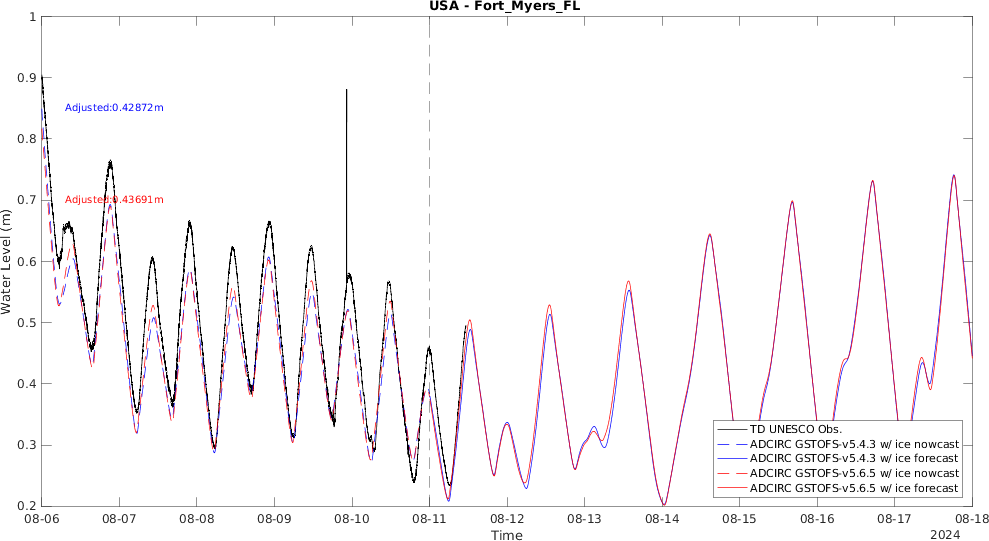 USA - Fort_Myers_FL
Water Level (m)
1
0.9
0.8
0.7
0.6
0.5
0.4
0.3
0.2
Adjusted:0.42872m
Adjusted:0.43691m
TD UNESCO Obs.
ADCIRC GSTOFS-v5.4.3 w/ ice nowcast
ADCIRC GSTOFS-v5.4.3 w/ ice forecast
ADCIRC GSTOFS-v5.6.5 w/ ice nowcast
ADCIRC GSTOFS-v5.6.5 w/ ice forecast
08-06 08-07 08-08 08-09 08-10 08-11 08-12 08-13 08-14 08-15 08-16 08-17 08-18
Time
2024